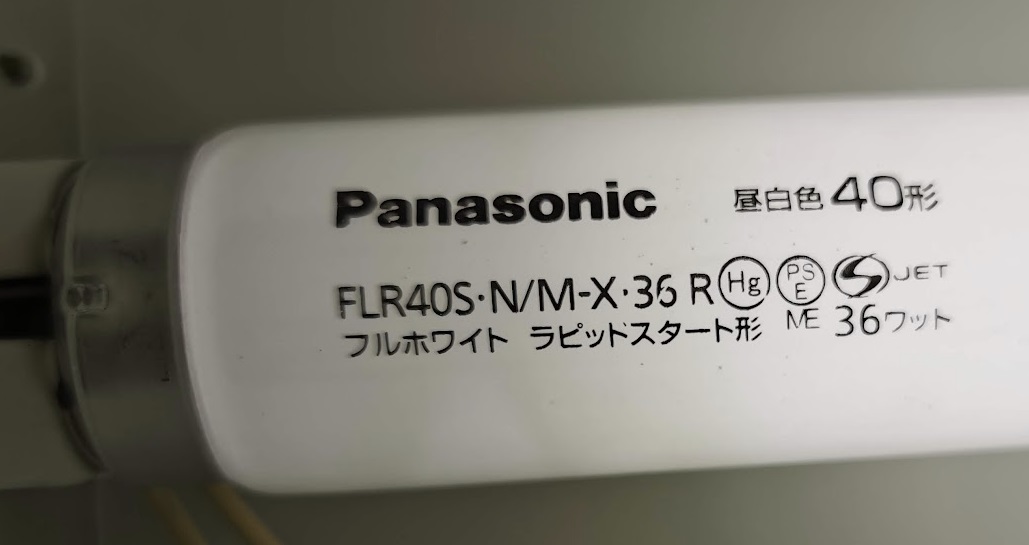 Panasonic 昼白色 40形
FLR40S·N/M-X·36 R Hg PS E S JET
フルホワイト ラピッドスタート形 ME 36ワット